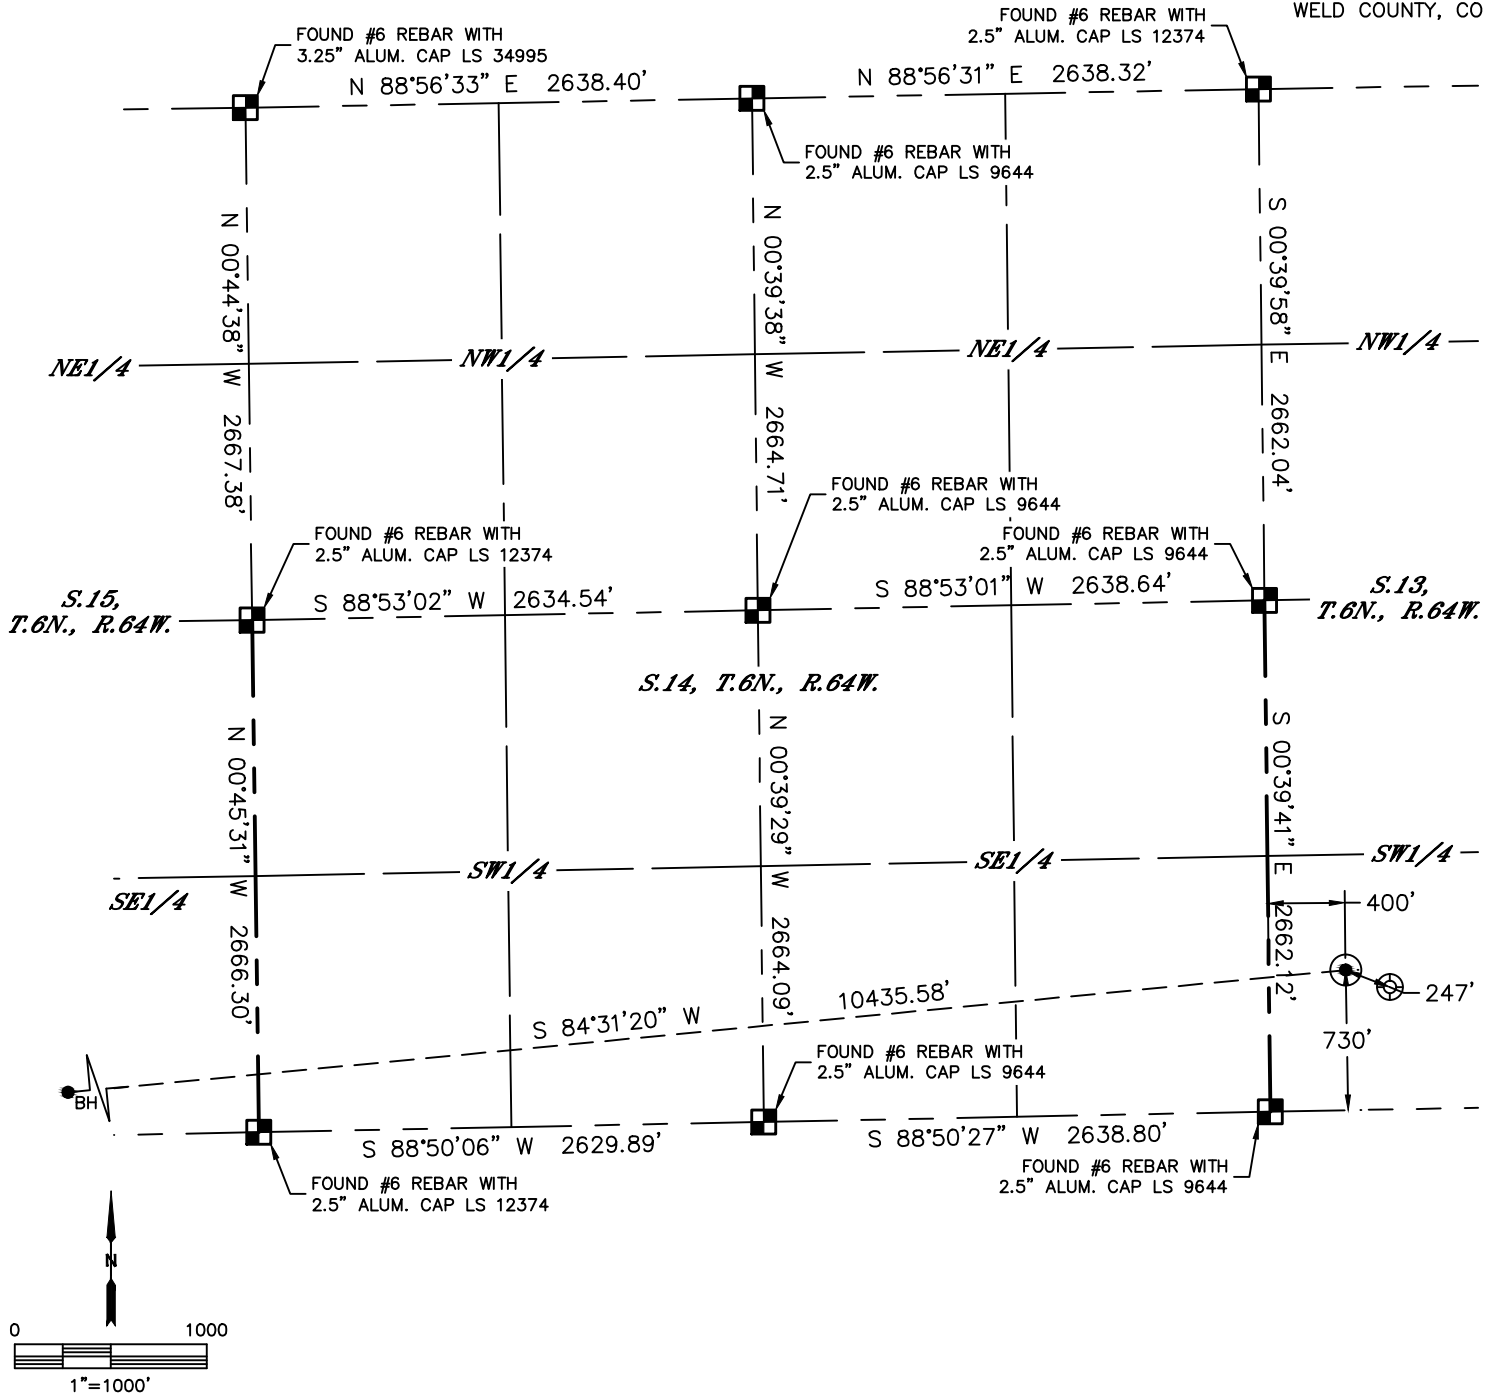 WELD COUNTY, CO
FOUND #6 REBAR WITH
3.25" ALUM. CAP LS 34995
FOUND #6 REBAR WITH
2.5" ALUM. CAP LS 12374
N 88°56'33" E 2638.40'
N 88°56'31" E 2638.32'
FOUND #6 REBAR WITH
2.5" ALUM. CAP LS 9644
N 00°44'38" W 2667.38'
N 00°39'38" W 2664.71'
S 00°39'58" E 2662.04'
NE1/4
NW1/4
NE1/4
NW1/4
FOUND #6 REBAR WITH
2.5" ALUM. CAP LS 9644
FOUND #6 REBAR WITH
2.5" ALUM. CAP LS 12374
FOUND #6 REBAR WITH
2.5" ALUM. CAP LS 9644
S.15,
T.6N., R.64W.
S 88°53'02" W 2634.54'
S 88°53'01" W 2638.64'
S.13,
T.6N., R.64W.
S.14, T.6N., R.64W.
N 00°45'31" W 2666.30'
N 00°39'29" W 2664.09'
S 00°39'41" E 2662.12'
SE1/4
SW1/4
SE1/4
SW1/4
400'
247'
730'
S 84°31'20" W 10435.58'
BH
FOUND #6 REBAR WITH
2.5" ALUM. CAP LS 9644
S 88°50'06" W 2629.89'
S 88°50'27" W 2638.80'
FOUND #6 REBAR WITH
2.5" ALUM. CAP LS 12374
FOUND #6 REBAR WITH
2.5" ALUM. CAP LS 9644
N
0 1000
1"=1000'